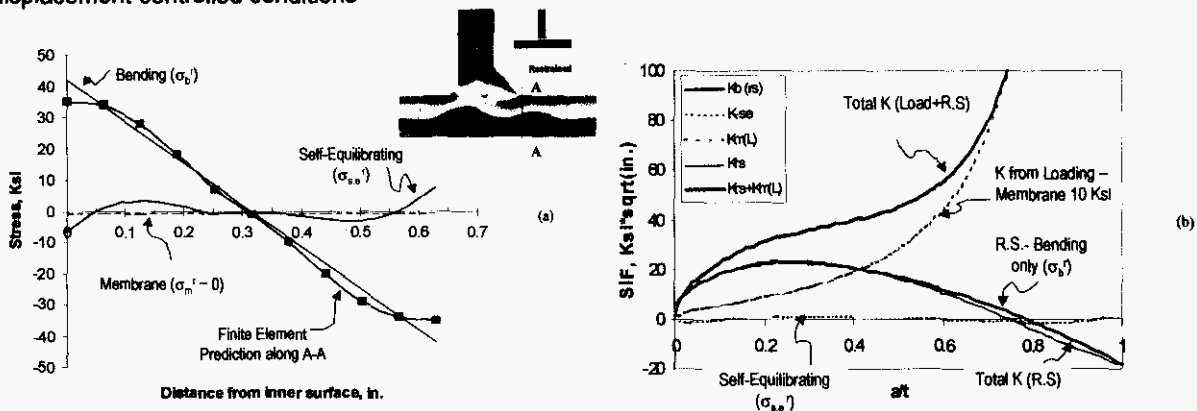 displacement controlled conditions
50
40
30
20
10
0
-10
-20
-30
-40
-50
Stress, Ksi
Bending (σb')
0.1
0.2
0.3
0.4
0.5
0.6
0.7
Self-Equilibrating
(σs.e')
Membrane (σm' - 0)
Finite Element
Prediction along A-A
Distance from inner surface, in.
(a)
Restrained
A
A
100
80
60
40
20
0
-20
SIF, Ksi*sqrt(in.)
Kb(rs)
Kse
Km(L)
Krs
Krs+Km(L)
Total K (Load+R.S)
K from Loading –
Membrane 10 Ksi
R.S.- Bending
only (σb')
0
0.2
0.4
0.6
0.8
1
Self-Equilibrating
(σs.e')
a/t
Total K (R.S)
(b)